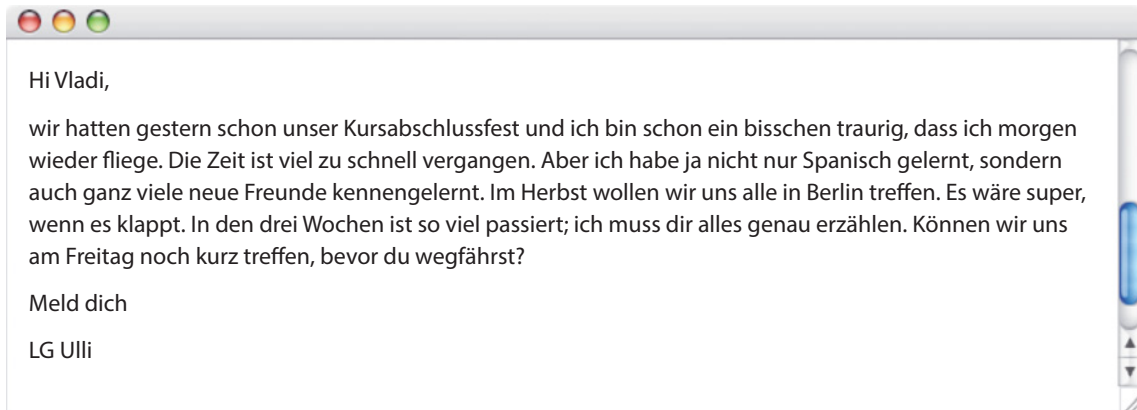 Hi Vladi,
wir hatten gestern schon unser Kursabschlussfest und ich bin schon ein bisschen traurig, dass ich morgen
wieder fliege. Die Zeit ist viel zu schnell vergangen. Aber ich habe ja nicht nur Spanisch gelernt, sondern
auch ganz viele neue Freunde kennengelernt. Im Herbst wollen wir uns alle in Berlin treffen. Es wäre super,
wenn es klappt. In den drei Wochen ist so viel passiert; ich muss dir alles genau erzählen. Können wir uns
am Freitag noch kurz treffen, bevor du wegfährst?
Meld dich
LG Ulli